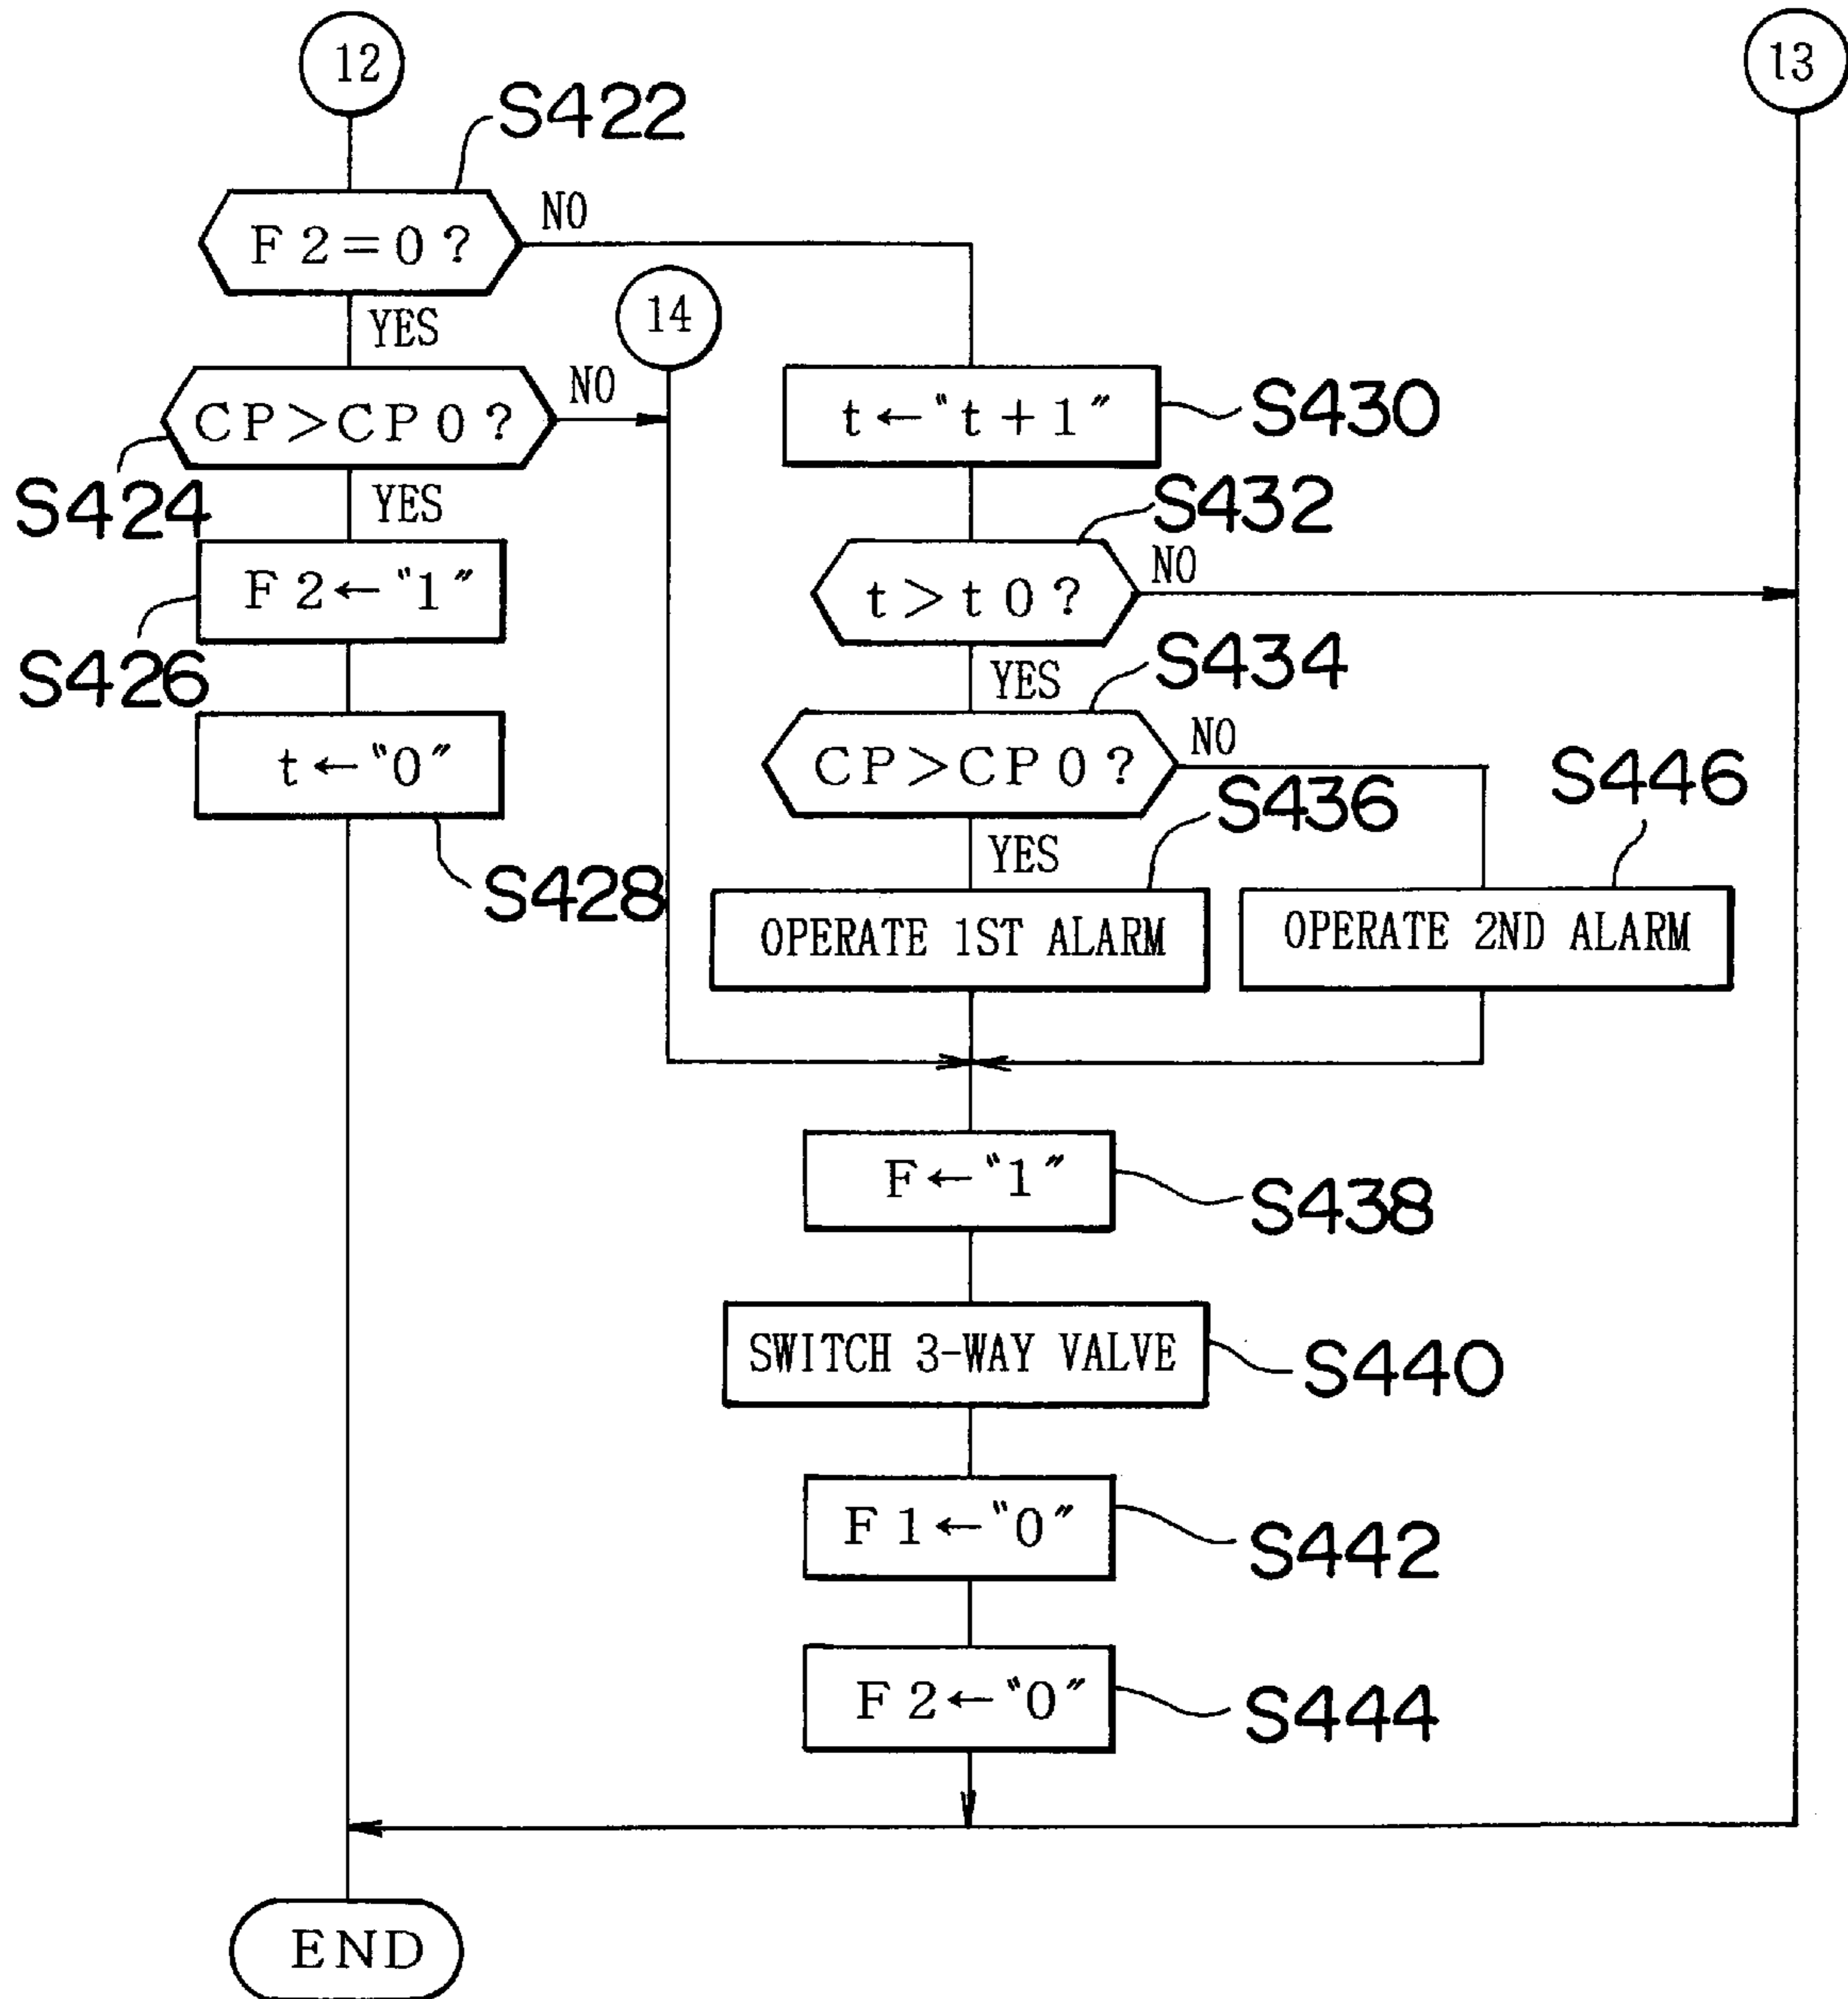 12
13
S422
F2=0?
NO
YES
14
CP>CP0?
NO
S424
YES
t←"t+1"
S430
S432
F2←"1"
S426
t>t0?
NO
YES
S434
t←"0"
S428
CP>CP0?
NO
YES
S436
S446
OPERATE 1ST ALARM
OPERATE 2ND ALARM
F←"1"
S438
SWITCH 3-WAY VALVE
S440
F1←"0"
S442
F2←"0"
S444
END